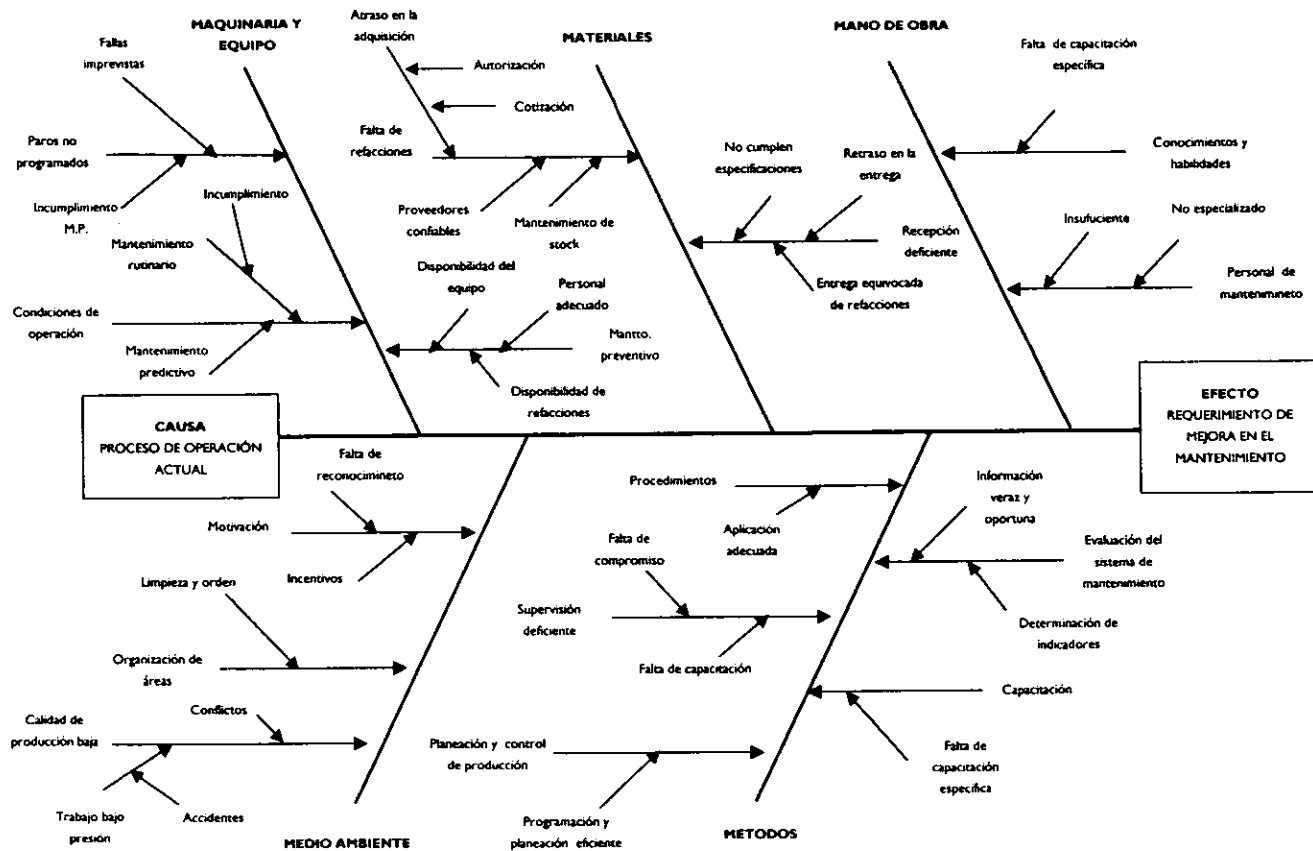 MAQUINARIA Y
EQUIPO
Fallas
imprevistas
Paros no
programados
Incumplimiento
M.P.
Incumplimiento
Mantenimiento
rutinario
Condiciones de
operación
Mantenimiento
predictivo
Atraso en la
adquisición
Autorización
Cotización
Falta de
refacciones
Proveedores
confiables
Mantenimiento de
stock
Disponibilidad del
equipo
Personal
adecuado
Mantto.
preventivo
Disponibilidad de
refacciones
MATERIALES
No cumplen
especificaciones
Retraso en la
entrega
Recepción
deficiente
Entrega equivocada
de refacciones
MANO DE OBRA
Falta de capacitación
específica
Conocimientos y
habilidades
Insufuciente
No especializado
Personal de
mantenimineto
CAUSA
PROCESO DE OPERACIÓN
ACTUAL
EFECTO
REQUERIMIENTO DE
MEJORA EN EL
MANTENIMIENTO
Falta de
reconocimineto
Motivación
Incentivos
Limpieza y orden
Organización de
áreas
Conflictos
Calidad de
producción baja
Trabajo bajo
presión
Accidentes
MEDIO AMBIENTE
Procedimientos
Aplicación
adecuada
Falta de
compromiso
Supervisión
deficiente
Falta de capacitación
Planeación y control
de producción
Programación y
planeación eficiente
Información
veraz y
oportuna
Evaluación del
sistema de
mantenimiento
Determinación de
indicadores
Capacitación
Falta de
capacitación
específica
METODOS